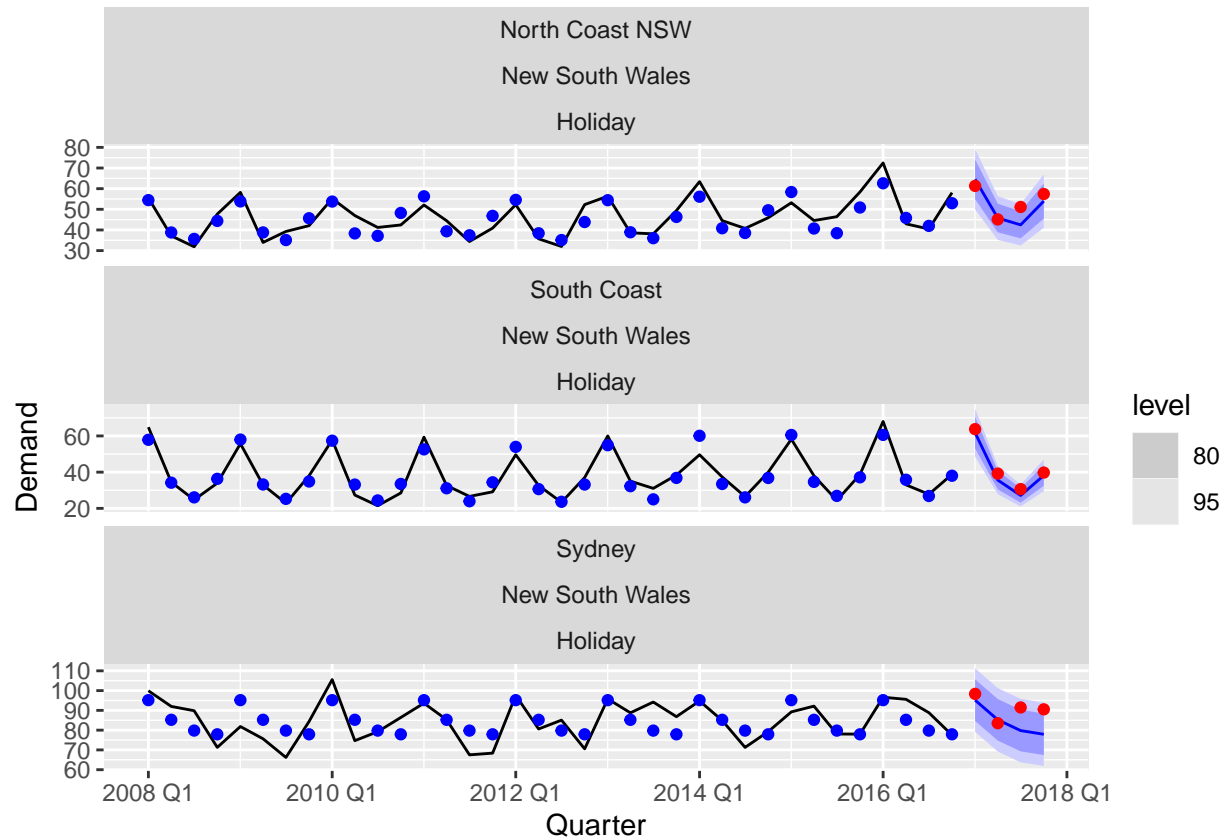 North Coast NSW
New South Wales
Holiday
80
70
60
50
40
30
South Coast
New South Wales
Holiday
60
40
20
Sydney
New South Wales
Holiday
110
100
90
80
70
60
2008 Q1 2010 Q1 2012 Q1 2014 Q1 2016 Q1 2018 Q1
Quarter
Demand
level
80
95